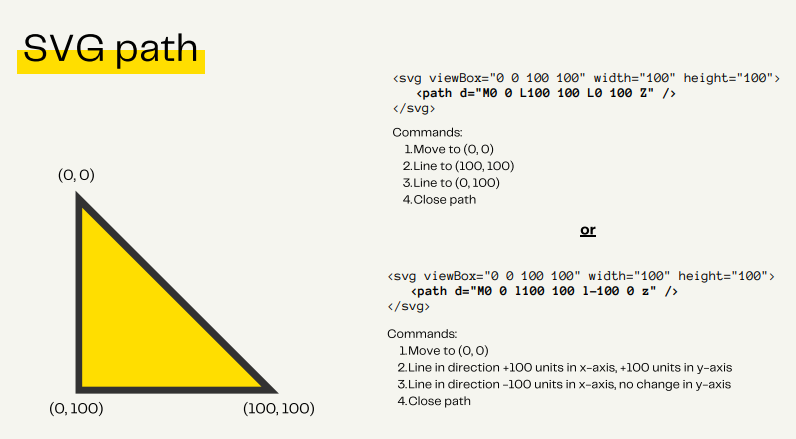 SVG path
<svg viewBox="0 0 100 100" width="100" height="100">
<path d="M0 0 L100 100 L0 100 Z" />
</svg>
Commands:
1.Move to (0, 0)
2.Line to (100, 100)
3.Line to (0, 100)
4.Close path
or
<svg viewBox="0 0 100 100" width="100" height="100">
<path d="M0 0 l100 100 l-100 0 z" />
</svg>
Commands:
1.Move to (0, 0)
2.Line in direction +100 units in x-axis, +100 units in y-axis
3.Line in direction -100 units in x-axis, no change in y-axis
4.Close path
(0, 0)
(0, 100)
(100, 100)